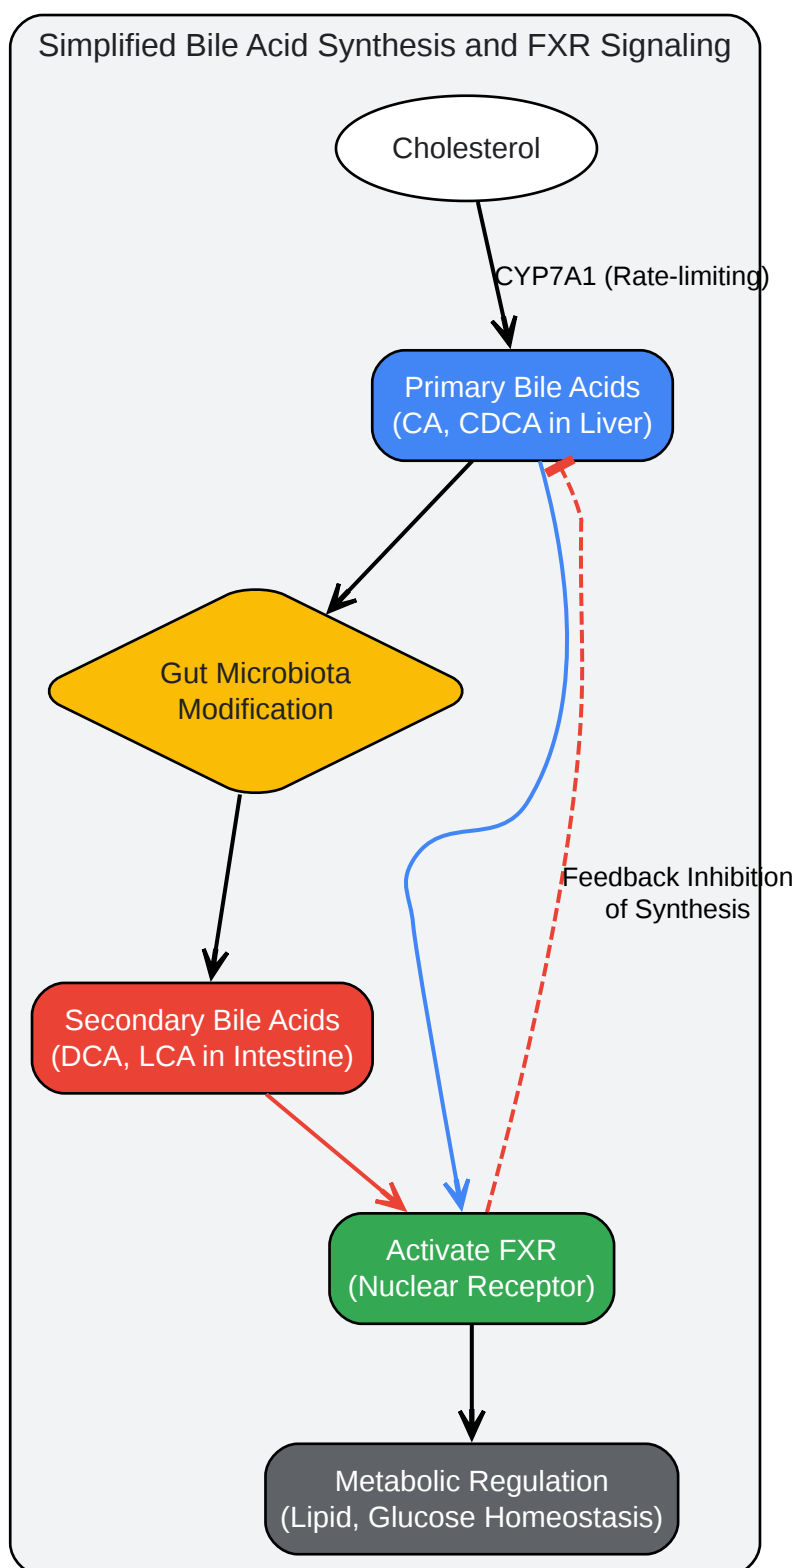 Simplified Bile Acid Synthesis and FXR Signaling
Cholesterol
CYP7A1 (Rate-limiting)
Primary Bile Acids
(CA, CDCA in Liver)
Gut Microbiota
Modification
Feedback Inhibition
of Synthesis
Secondary Bile Acids
(DCA, LCA in Intestine)
Activate FXR
(Nuclear Receptor)
Metabolic Regulation
(Lipid, Glucose Homeostasis)